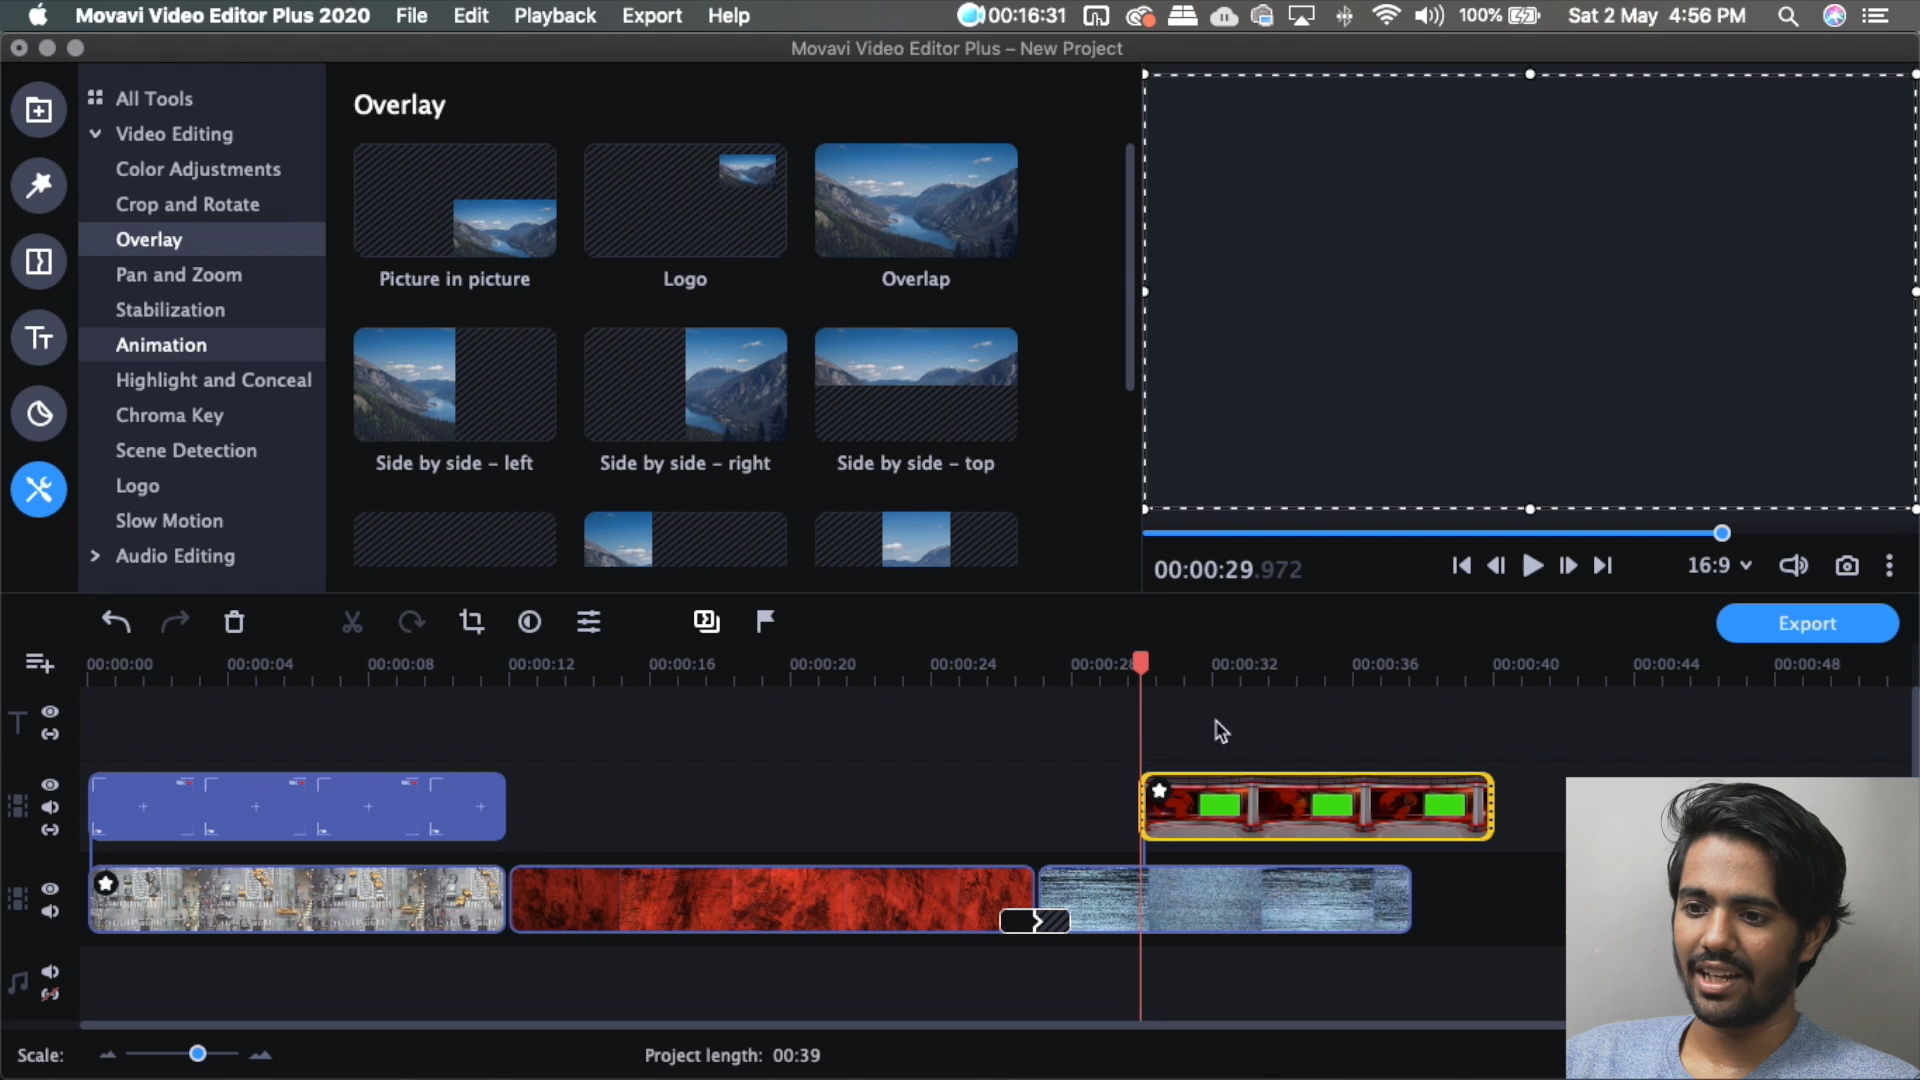 Movavi Video Editor Plus 2020 File Edit Playback Export Help 00:16:31 100% Sat 2 May 4:56 PM
Movavi Video Editor Plus – New Project
All Tools
Video Editing
Color Adjustments
Crop and Rotate
Overlay
Pan and Zoom
Stabilization
Animation
Highlight and Conceal
Chroma Key
Scene Detection
Logo
Slow Motion
Audio Editing
Overlay
Picture in picture
Logo
Overlap
Side by side – left
Side by side – right
Side by side – top
00:00:29.972
16:9
Export
00:00:00 00:00:04 00:00:08 00:00:12 00:00:16 00:00:20 00:00:24 00:00:28 00:00:32 00:00:36 00:00:40 00:00:44 00:00:48
Scale:
Project length: 00:39